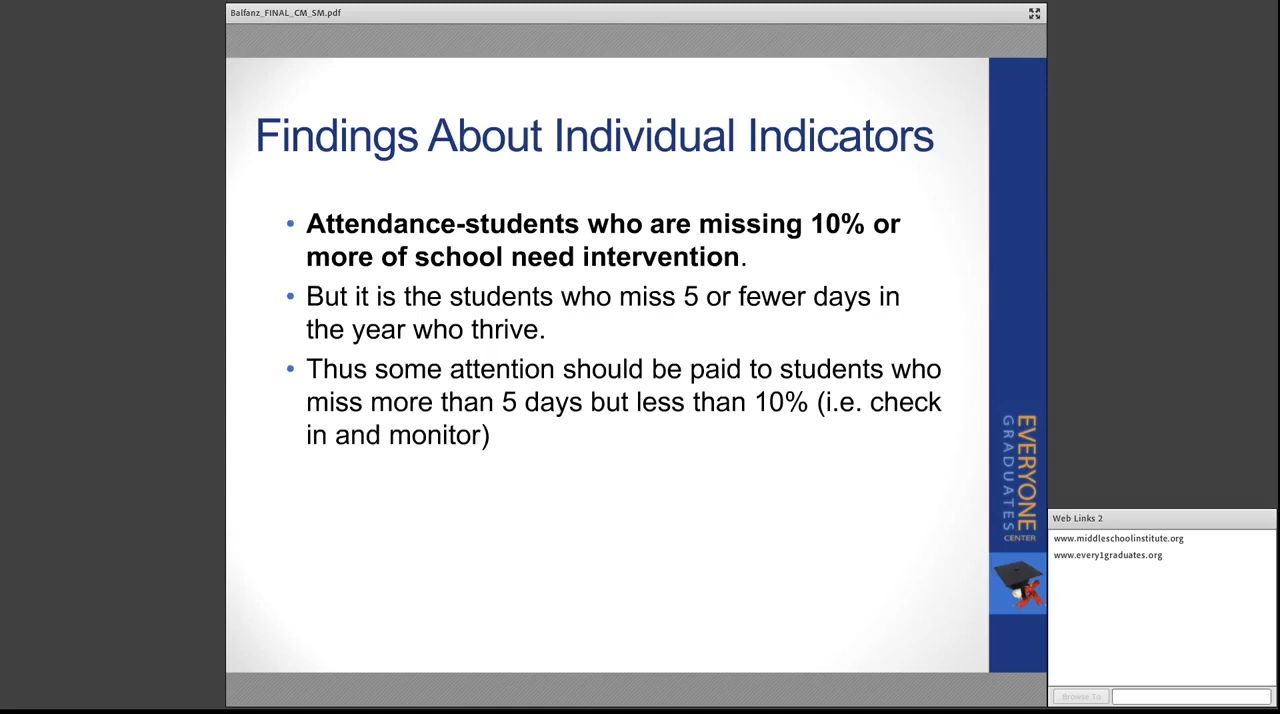 Balfanz_FINAL_CM_SM.pdf
Findings About Individual Indicators
• Attendance-students who are missing 10% or
more of school need intervention.
• But it is the students who miss 5 or fewer days in
the year who thrive.
• Thus some attention should be paid to students who
miss more than 5 days but less than 10% (i.e. check
in and monitor)
EVERYONE
GRADUATES
CENTER
Web Links 2
www.middleschoolinstitute.org
www.every1graduates.org
Browse To